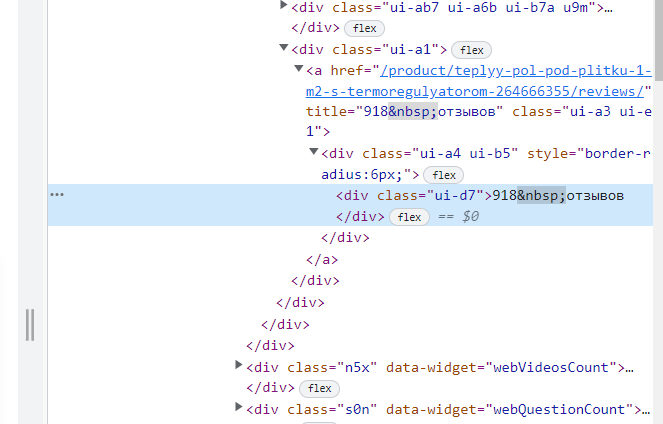 <div class="ui-ab7 ui-a6b ui-b7a u9m">…
</div> flex
<div class="ui-a1"> flex
<a href="/product/teplyy-pol-pod-plitku-1-
m2-s-termoregulyatorom-264666355/reviews/"
title="918&nbsp;отзывов" class="ui-a3 ui-e
1">
<div class="ui-a4 ui-b5" style="border-r
adius:6px;"> flex
… <div class="ui-d7">918&nbsp;отзывов
</div> flex == $0
</div>
</a>
</div>
</div>
</div>
</div>
<div class="n5x" data-widget="webVideosCount">…
</div> flex
<div class="s0n" data-widget="webQuestionCount">…